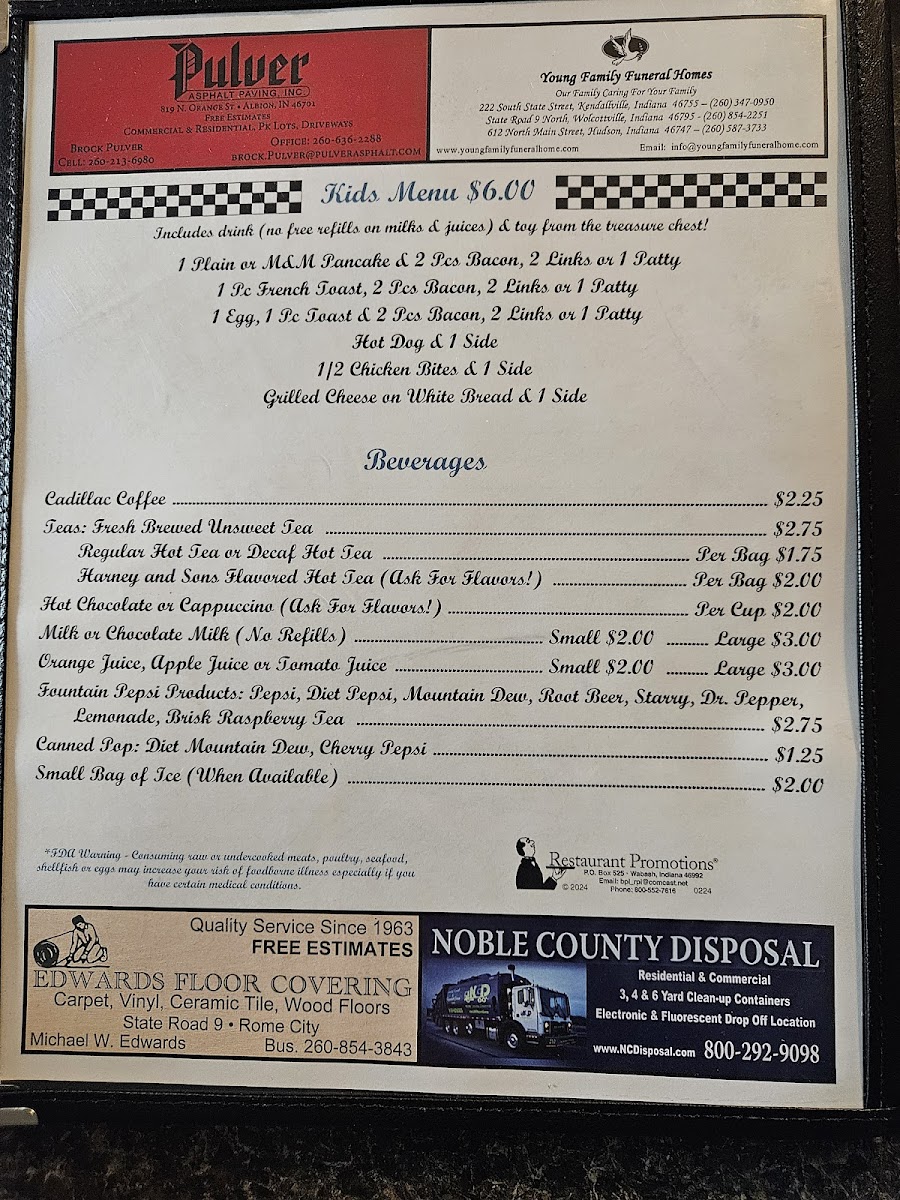 Pulver
ASPHALT PAVING, INC.
819 N. ORANGE ST • ALBION, IN 46701
FREE ESTIMATES
COMMERCIAL & RESIDENTIAL, PK LOTS, DRIVEWAYS
BROCK PULVER
OFFICE: 260-636-2288
CELL: 260-213-6980
BROCK.PULVER@PULVERASPHALT.COM
Young Family Funeral Homes
Our Family Caring For Your Family
222 South State Street, Kendallville, Indiana 46755 – (260) 347-0950
State Road 9 North, Wolcottville, Indiana 46795 - (260) 854-2251
612 North Main Street, Hudson, Indiana 46747 – (260) 587-3733
www.youngfamilyfuneralhome.com Email: info@youngfamilyfuneralhome.com
Kids Menu $6.00
Includes drink (no free refills on milks & juices) & toy from the treasure chest!
1 Plain or M&M Pancake & 2 Pcs Bacon, 2 Links or 1 Patty
1 Pc French Toast, 2 Pcs Bacon, 2 Links or 1 Patty
1 Egg, 1 Pc Toast & 2 Pcs Bacon, 2 Links or 1 Patty
Hot Dog & 1 Side
1/2 Chicken Bites & 1 Side
Grilled Cheese on White Bread & 1 Side
Beverages
Cadillac Coffee $2.25
Teas: Fresh Brewed Unsweet Tea $2.75
Regular Hot Tea or Decaf Hot Tea Per Bag $1.75
Harney and Sons Flavored Hot Tea (Ask For Flavors!) Per Bag $2.00
Hot Chocolate or Cappuccino (Ask For Flavors!) Per Cup $2.00
Milk or Chocolate Milk (No Refills) Small $2.00 Large $3.00
Orange Juice, Apple Juice or Tomato Juice Small $2.00 Large $3.00
Fountain Pepsi Products: Pepsi, Diet Pepsi, Mountain Dew, Root Beer, Starry, Dr. Pepper,
Lemonade, Brisk Raspberry Tea $2.75
Canned Pop: Diet Mountain Dew, Cherry Pepsi $1.25
Small Bag of Ice (When Available) $2.00
*FDA Warning - Consuming raw or undercooked meats, poultry, seafood,
shellfish or eggs may increase your risk of foodborne illness especially if you
have certain medical conditions.
Restaurant Promotions®
P.O. Box 525 - Wabash, Indiana 46992
Email: bpl_rpi@comcast.net
© 2024 Phone: 800-552-7616 0224
Quality Service Since 1963
FREE ESTIMATES
EDWARDS FLOOR COVERING
Carpet, Vinyl, Ceramic Tile, Wood Floors
State Road 9 • Rome City
Michael W. Edwards Bus. 260-854-3843
NOBLE COUNTY DISPOSAL
Residential & Commercial
3, 4 & 6 Yard Clean-up Containers
Electronic & Fluorescent Drop Off Location
www.NCDisposal.com 800-292-9098